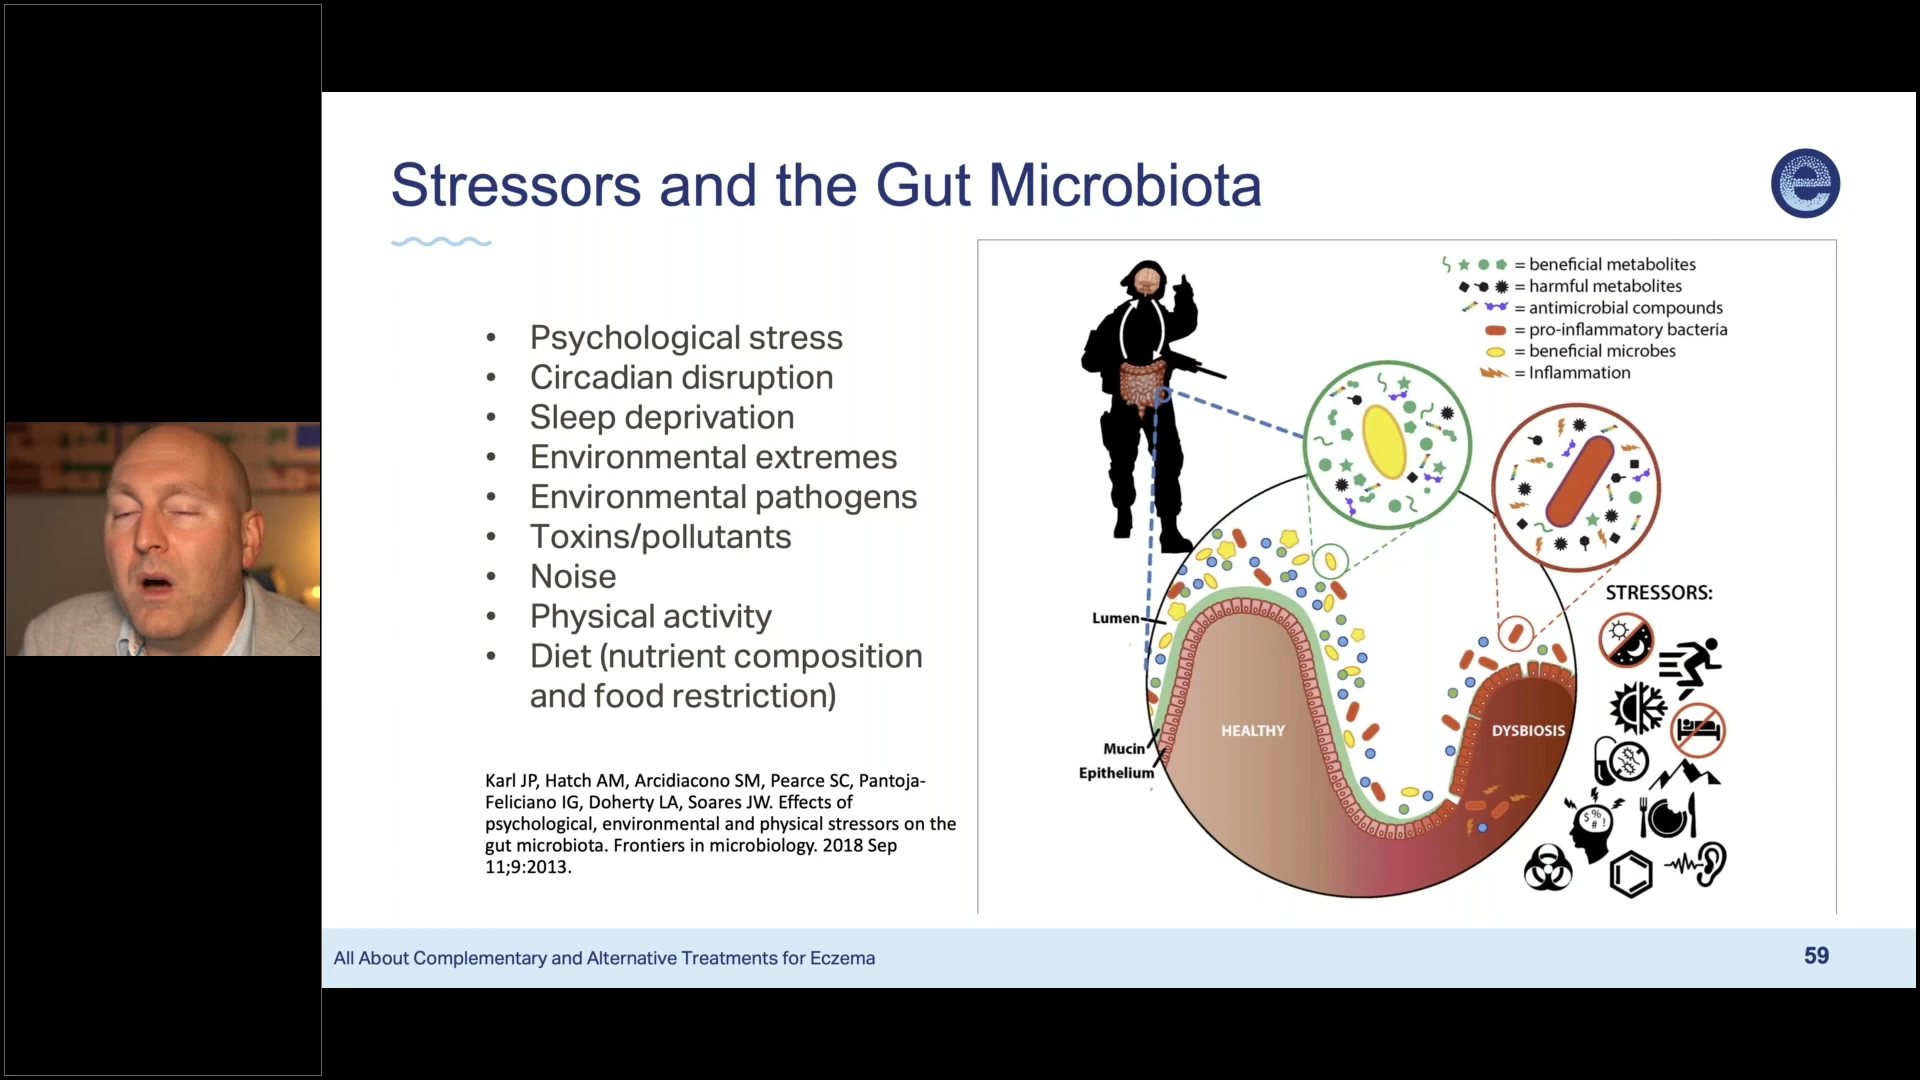 Stressors and the Gut Microbiota
• Psychological stress
• Circadian disruption
• Sleep deprivation
• Environmental extremes
• Environmental pathogens
• Toxins/pollutants
• Noise
• Physical activity
• Diet (nutrient composition
and food restriction)
Karl JP, Hatch AM, Arcidiacono SM, Pearce SC, Pantoja-
Feliciano IG, Doherty LA, Soares JW. Effects of
psychological, environmental and physical stressors on the
gut microbiota. Frontiers in microbiology. 2018 Sep
11;9:2013.
= beneficial metabolites
= harmful metabolites
= antimicrobial compounds
= pro-inflammatory bacteria
= beneficial microbes
= Inflammation
Lumen
Mucin
Epithelium
HEALTHY
DYSBIOSIS
STRESSORS:
$%
#!
e
All About Complementary and Alternative Treatments for Eczema
59